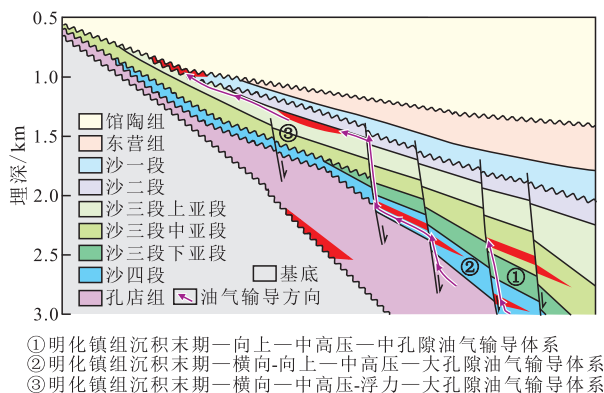 0.5
1.0
1.5
2.0
2.5
3.0
埋深/km
馆陶组
东营组
沙一段
沙二段
沙三段上亚段
沙三段中亚段
沙三段下亚段
沙四段
基底
孔店组
油气输导方向
③
②
①
①明化镇组沉积末期—向上—中高压—中孔隙油气输导体系
②明化镇组沉积末期—横向-向上—中高压—大孔隙油气输导体系
③明化镇组沉积末期—横向—中高压-浮力—大孔隙油气输导体系